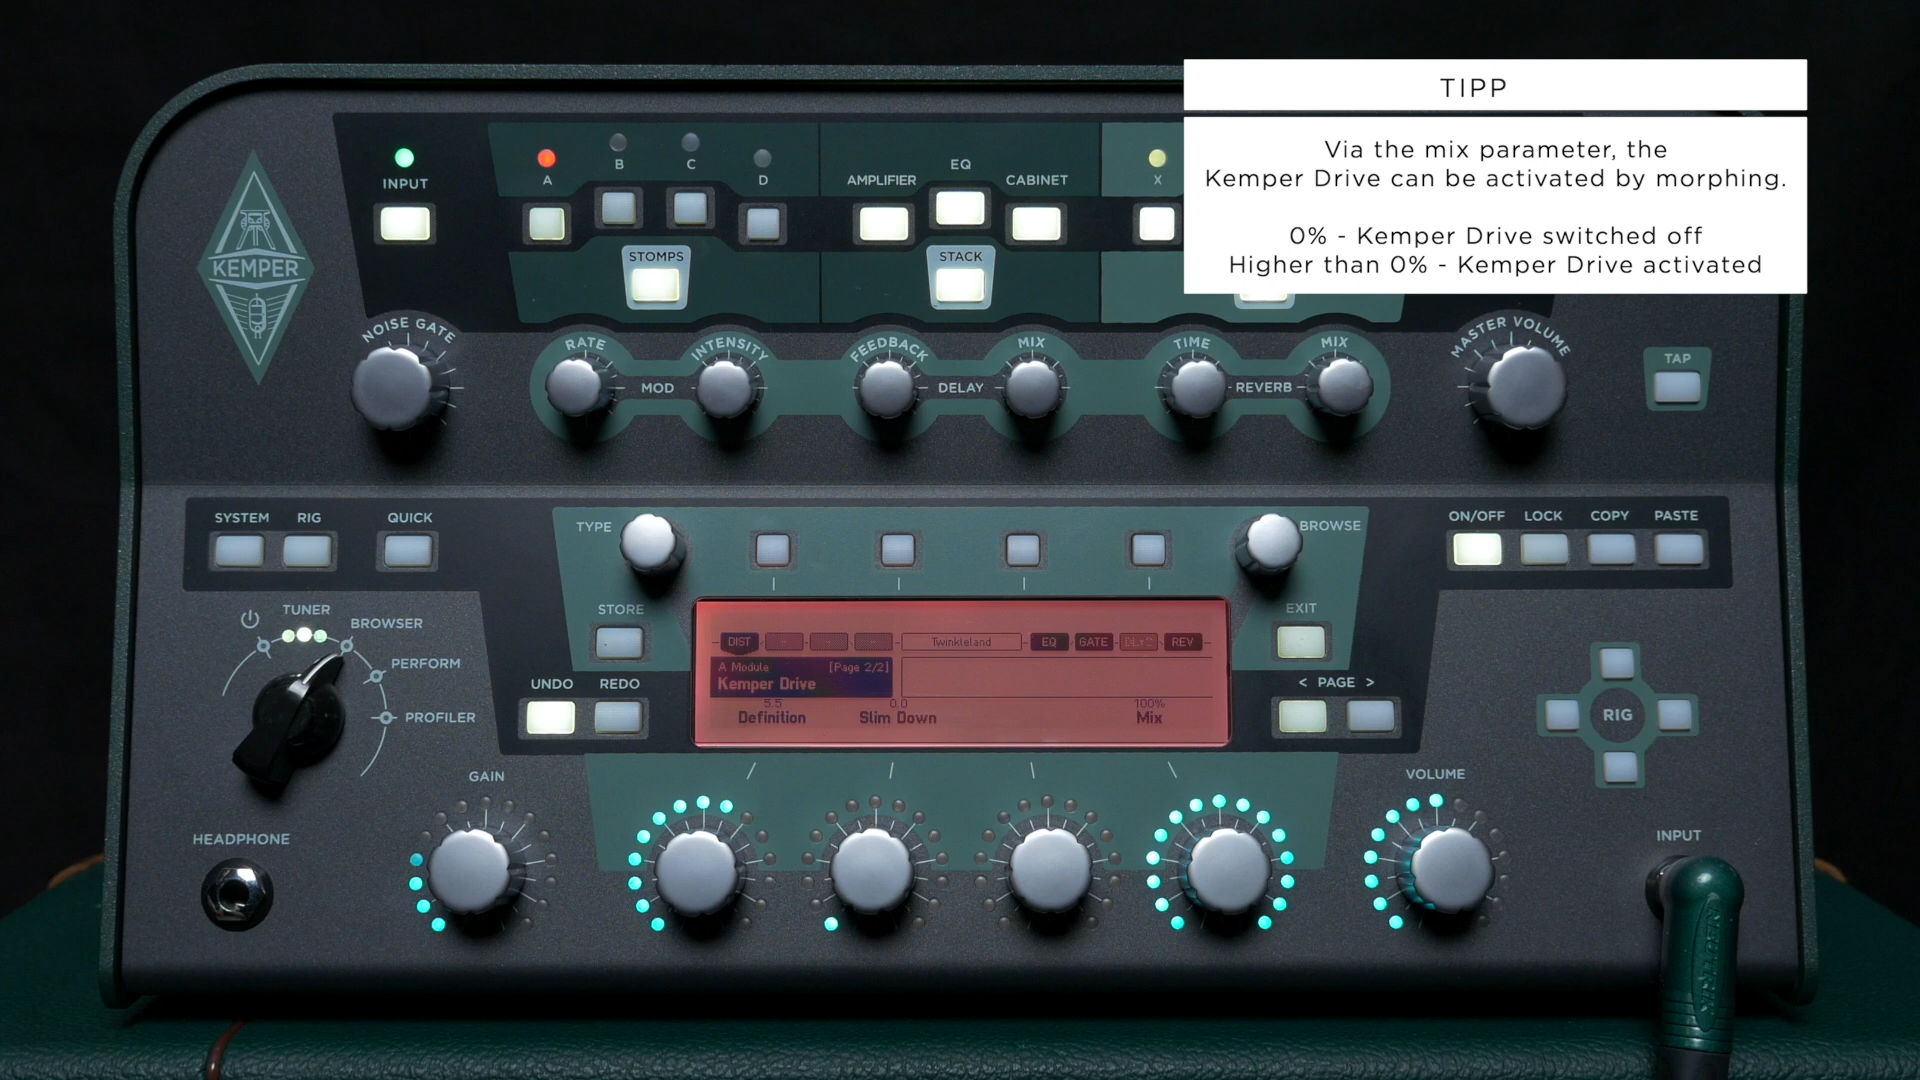 TIPP
Via the mix parameter, the
Kemper Drive can be activated by morphing.
0% - Kemper Drive switched off
Higher than 0% - Kemper Drive activated
INPUT
A
B
C
D
AMPLIFIER
EQ
CABINET
X
STOMPS
STACK
KEMPER
NOISE GATE
RATE
MOD
INTENSITY
FEEDBACK
DELAY
MIX
TIME
REVERB
MIX
MASTER VOLUME
TAP
SYSTEM
RIG
QUICK
TYPE
BROWSE
ON/OFF
LOCK
COPY
PASTE
TUNER
BROWSER
PERFORM
PROFILER
STORE
UNDO
REDO
EXIT
< PAGE >
RIG
DIST
Twinkleland
EQ
GATE
REV
A Module [Page 2/2]
Kemper Drive
5.5 0.0 100%
Definition Slim Down Mix
GAIN
VOLUME
HEADPHONE
INPUT
NEUTRIK